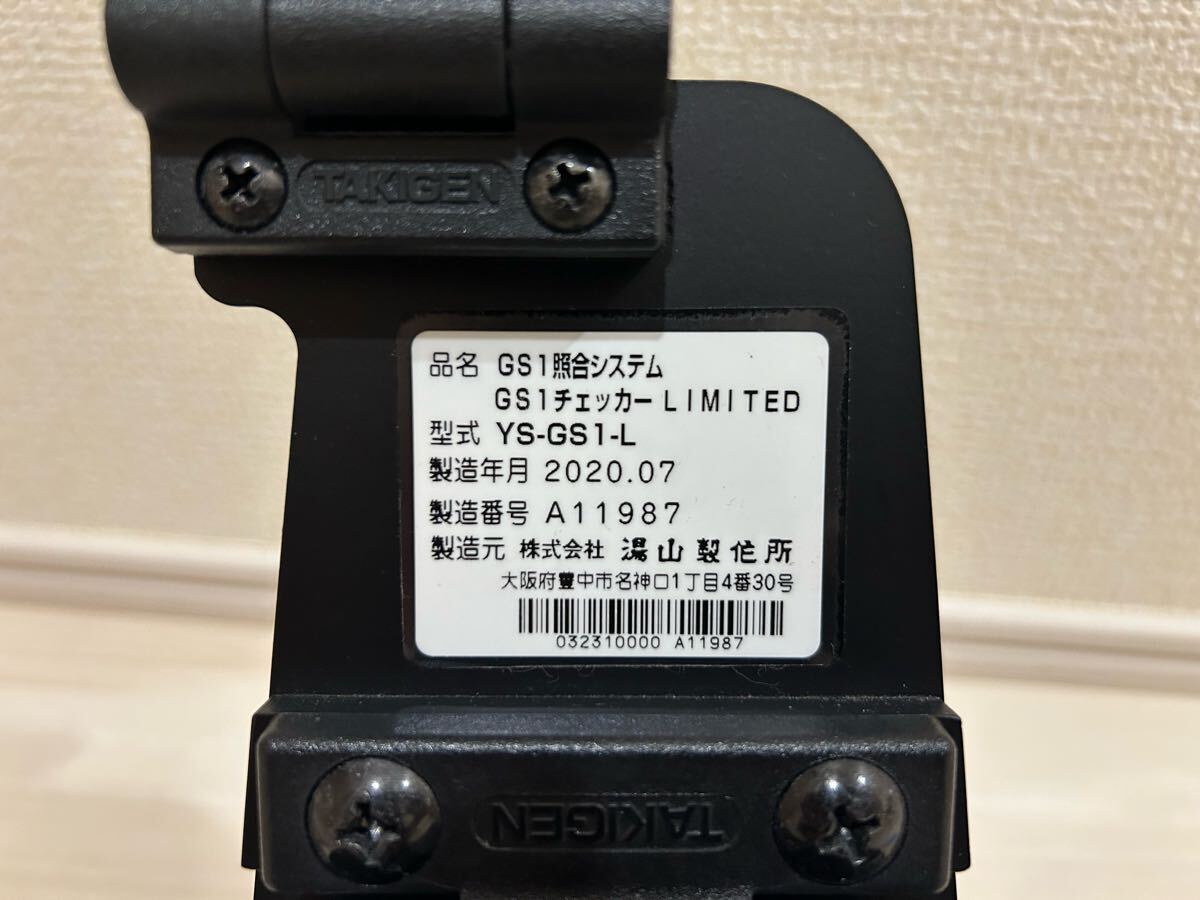 TAKIGEN
品名 GS1照合システム
GS1チェッカー LIMITED
型式 YS-GS1-L
製造年月 2020.07
製造番号 A11987
製造元 株式会社 湯山製作所
大阪府豊中市名神口1丁目4番30号
032310000 A11987
TAKIGEN